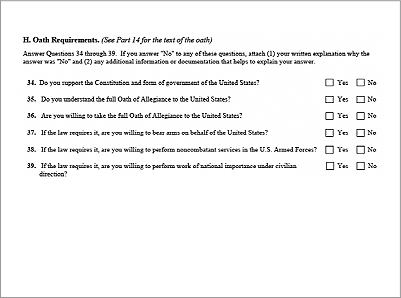 H. Oath Requirements. (See Part 14 for the text of the oath)
Answer Questions 34 through 39. If you answer "No" to any of these questions, attach (1) your written explanation why the
answer was "No" and (2) any additional information or documentation that helps to explain your answer.
34. Do you support the Constitution and form of government of the United States? Yes No
35. Do you understand the full Oath of Allegiance to the United States? Yes No
36. Are you willing to take the full Oath of Allegiance to the United States? Yes No
37. If the law requires it, are you willing to bear arms on behalf of the United States? Yes No
38. If the law requires it, are you willing to perform noncombatant services in the U.S. Armed Forces? Yes No
39. If the law requires it, are you willing to perform work of national importance under civilian Yes No
direction?